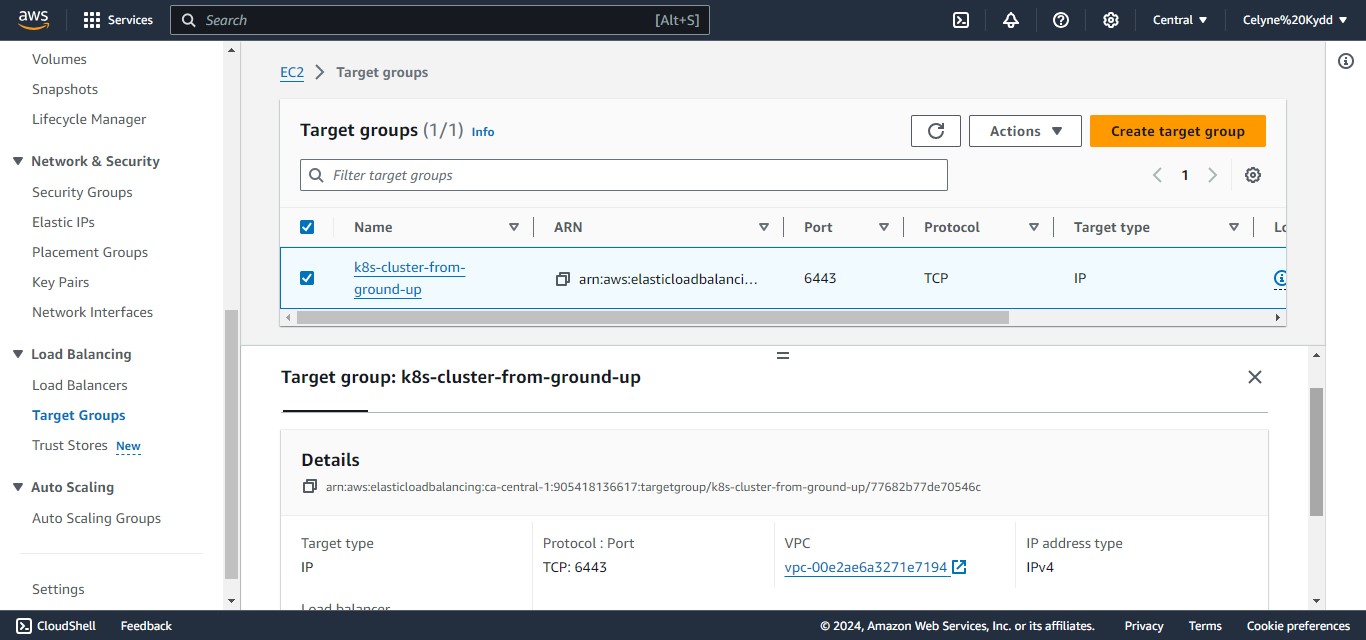 aws
Services
Search
[Alt+S]
Central
Celyne%20Kydd
Volumes
Snapshots
Lifecycle Manager
Network & Security
Security Groups
Elastic IPs
Placement Groups
Key Pairs
Network Interfaces
Load Balancing
Load Balancers
Target Groups
Trust Stores New
Auto Scaling
Auto Scaling Groups
Settings
EC2 Target groups
Target groups (1/1) Info
Actions
Create target group
Filter target groups
1
Name ARN Port Protocol Target type
k8s-cluster-from-
ground-up
arn:aws:elasticloadbalanci... 6443 TCP IP
Target group: k8s-cluster-from-ground-up
Details
arn:aws:elasticloadbalancing:ca-central-1:905418136617:targetgroup/k8s-cluster-from-ground-up/77682b77de70546c
Target type
IP
Protocol : Port
TCP: 6443
VPC
vpc-00e2ae6a3271e7194
IP address type
IPv4
Load balancer
CloudShell Feedback
© 2024, Amazon Web Services, Inc. or its affiliates. Privacy Terms Cookie preferences